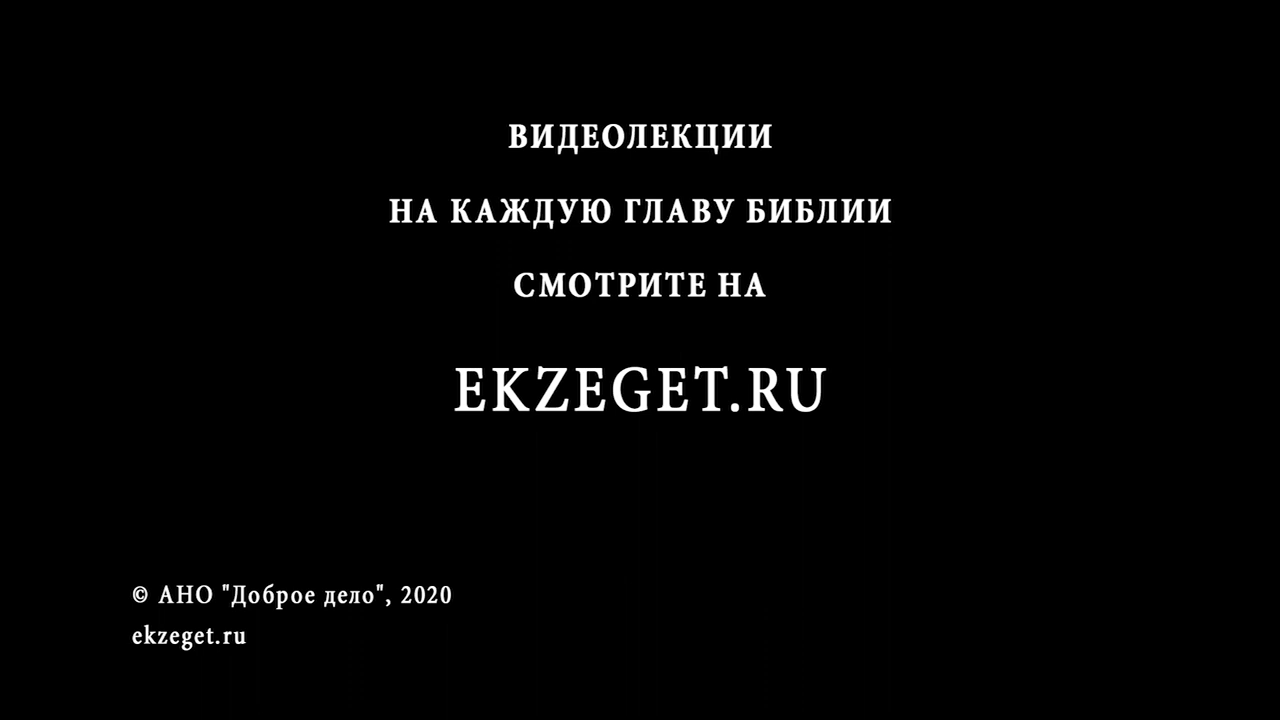 ВИДЕОЛЕКЦИИ
НА КАЖДУЮ ГЛАВУ БИБЛИИ
СМОТРИТЕ НА
EKZEGET.RU
© АНО "Доброе дело", 2020
ekzeget.ru